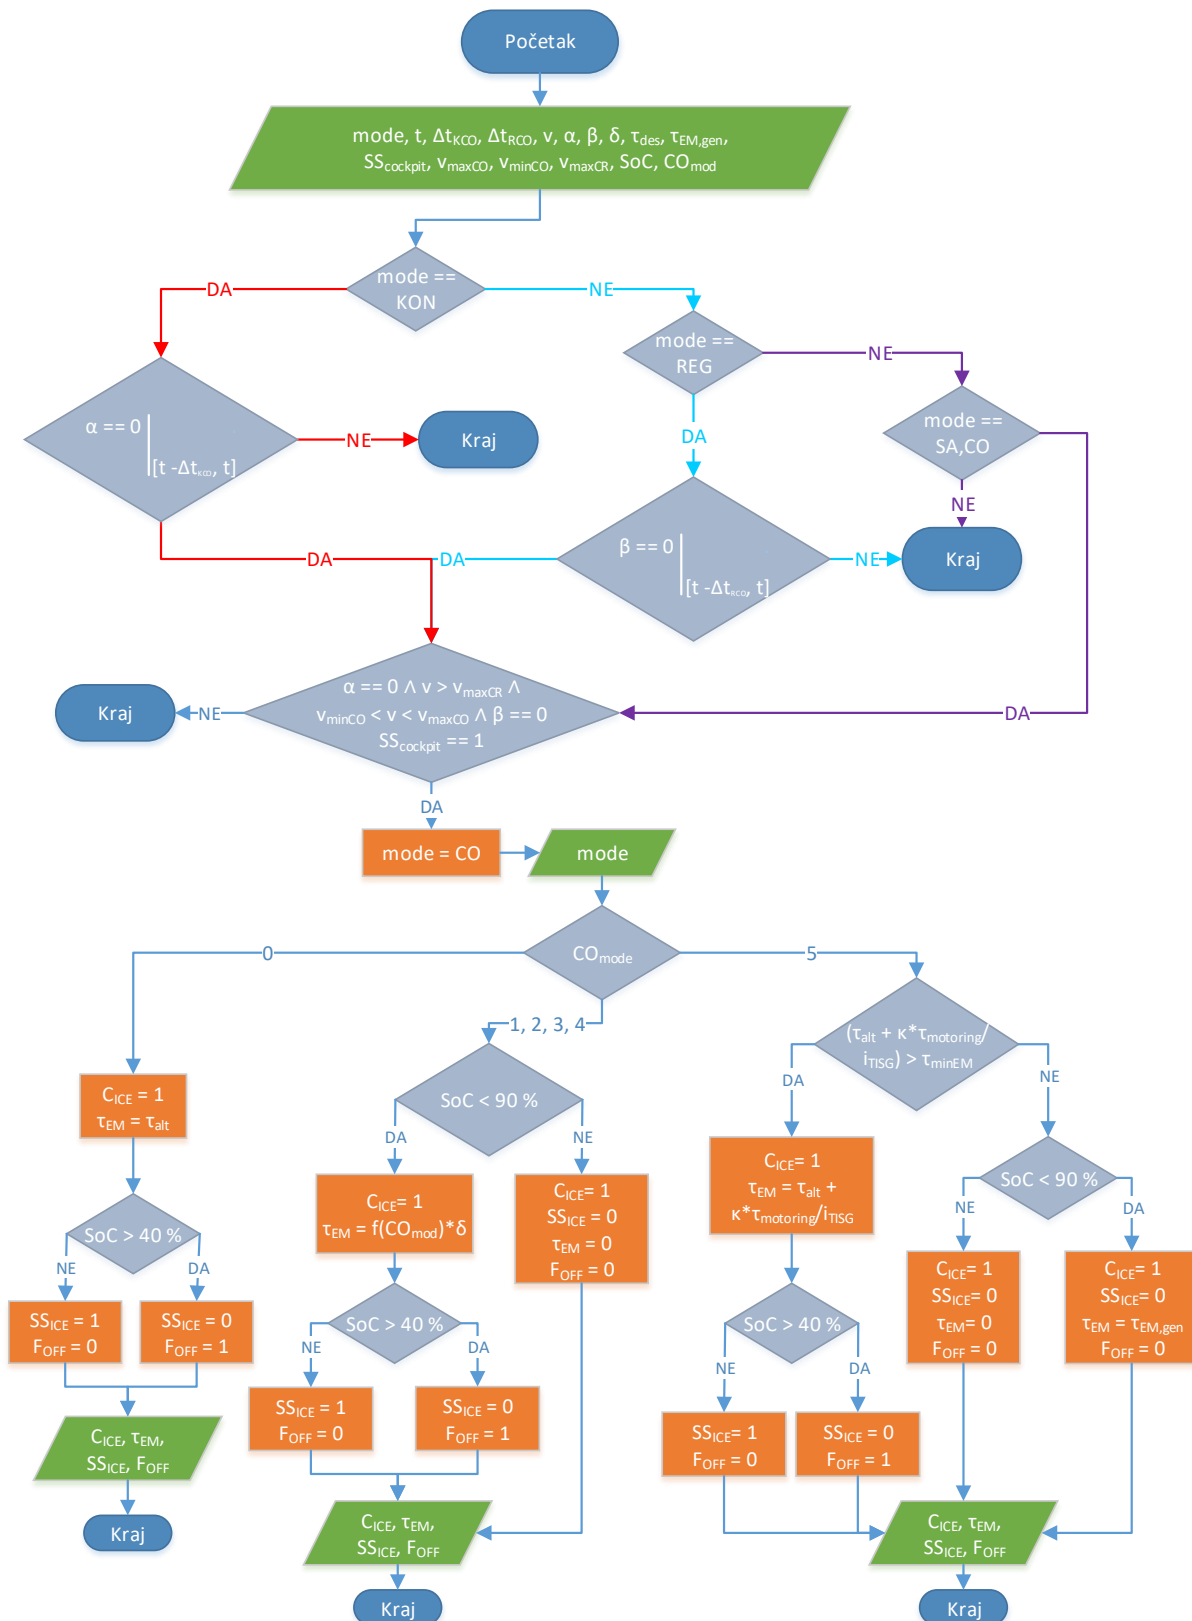 Početak
mode, t, Δt_KCO, Δt_RCO, v, α, β, δ, τ_des, τ_EM,gen,
SS_cockpit, v_maxCO, v_minCO, v_maxCR, SoC, CO_mod
mode ==
KON
DA
NE
mode ==
REG
NE
DA
α == 0
[t -Δt_KCO, t]
NE
Kraj
mode ==
SA,CO
NE
DA
DA
β == 0
[t -Δt_RCO, t]
NE
Kraj
α == 0 ∧ v > v_maxCR ∧
v_minCO < v < v_maxCO ∧ β == 0
SS_cockpit == 1
NE
Kraj
DA
DA
mode = CO
mode
CO_mode
0
5
1, 2, 3, 4
C_ICE = 1
τ_EM = τ_alt
SoC > 40 %
NE
DA
SS_ICE = 1
F_OFF = 0
SS_ICE = 0
F_OFF = 1
C_ICE, τ_EM,
SS_ICE, F_OFF
Kraj
SoC < 90 %
DA
NE
C_ICE= 1
τ_EM = f(CO_mod)*δ
C_ICE= 1
SS_ICE = 0
τ_EM = 0
F_OFF = 0
SoC > 40 %
NE
DA
SS_ICE = 1
F_OFF = 0
SS_ICE = 0
F_OFF = 1
C_ICE, τ_EM,
SS_ICE, F_OFF
Kraj
(τ_alt + κ*τ_motoring/
i_TISG) > τ_minEM
DA
NE
C_ICE= 1
τ_EM = τ_alt +
κ*τ_motoring/i_TISG
SoC > 40 %
NE
DA
SS_ICE= 1
F_OFF = 0
SS_ICE = 0
F_OFF = 1
SoC < 90 %
NE
DA
C_ICE= 1
SS_ICE= 0
τ_EM= 0
F_OFF = 0
C_ICE= 1
SS_ICE= 0
τ_EM = τ_EM,gen
F_OFF = 0
C_ICE, τ_EM,
SS_ICE, F_OFF
Kraj